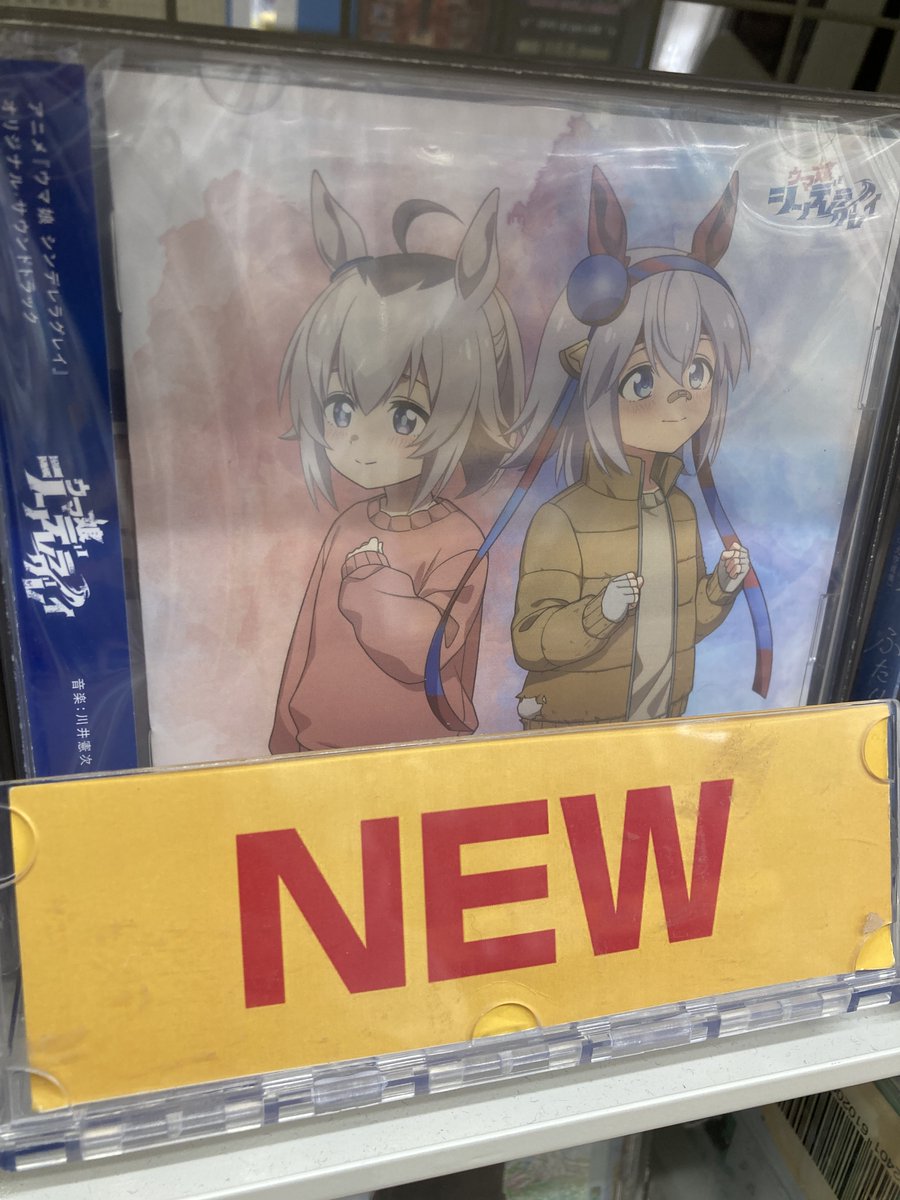 アニメ『ウマ娘 シンデレラグレイ』
オリジナル・サウンドトラック
ウマ娘
シンデレラグレイ
音楽:川井憲次
ウマ娘
シンデレラグレイ
NEW